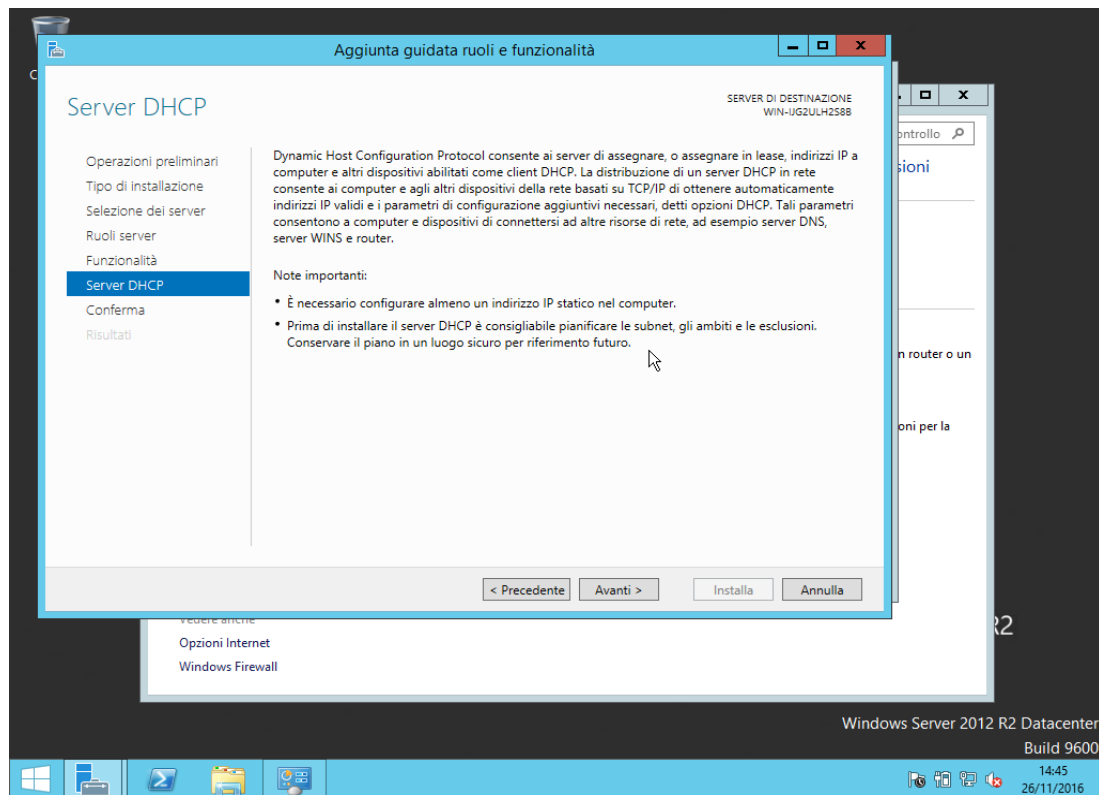 Aggiunta guidata ruoli e funzionalità
Server DHCP
SERVER DI DESTINAZIONE
WIN-IJG2ULH2S8B
Operazioni preliminari
Tipo di installazione
Selezione dei server
Ruoli server
Funzionalità
Server DHCP
Conferma
Risultati
Dynamic Host Configuration Protocol consente ai server di assegnare, o assegnare in lease, indirizzi IP a
computer e altri dispositivi abilitati come client DHCP. La distribuzione di un server DHCP in rete
consente ai computer e agli altri dispositivi della rete basati su TCP/IP di ottenere automaticamente
indirizzi IP validi e i parametri di configurazione aggiuntivi necessari, detti opzioni DHCP. Tali parametri
consentono a computer e dispositivi di connettersi ad altre risorse di rete, ad esempio server DNS,
server WINS e router.
Note importanti:
• È necessario configurare almeno un indirizzo IP statico nel computer.
• Prima di installare il server DHCP è consigliabile pianificare le subnet, gli ambiti e le esclusioni.
Conservare il piano in un luogo sicuro per riferimento futuro.
< Precedente
Avanti >
Installa
Annulla
ontrollo
sioni
n router o un
oni per la
Vedere anche
Opzioni Internet
Windows Firewall
R2
Windows Server 2012 R2 Datacenter
Build 9600
14:45
26/11/2016